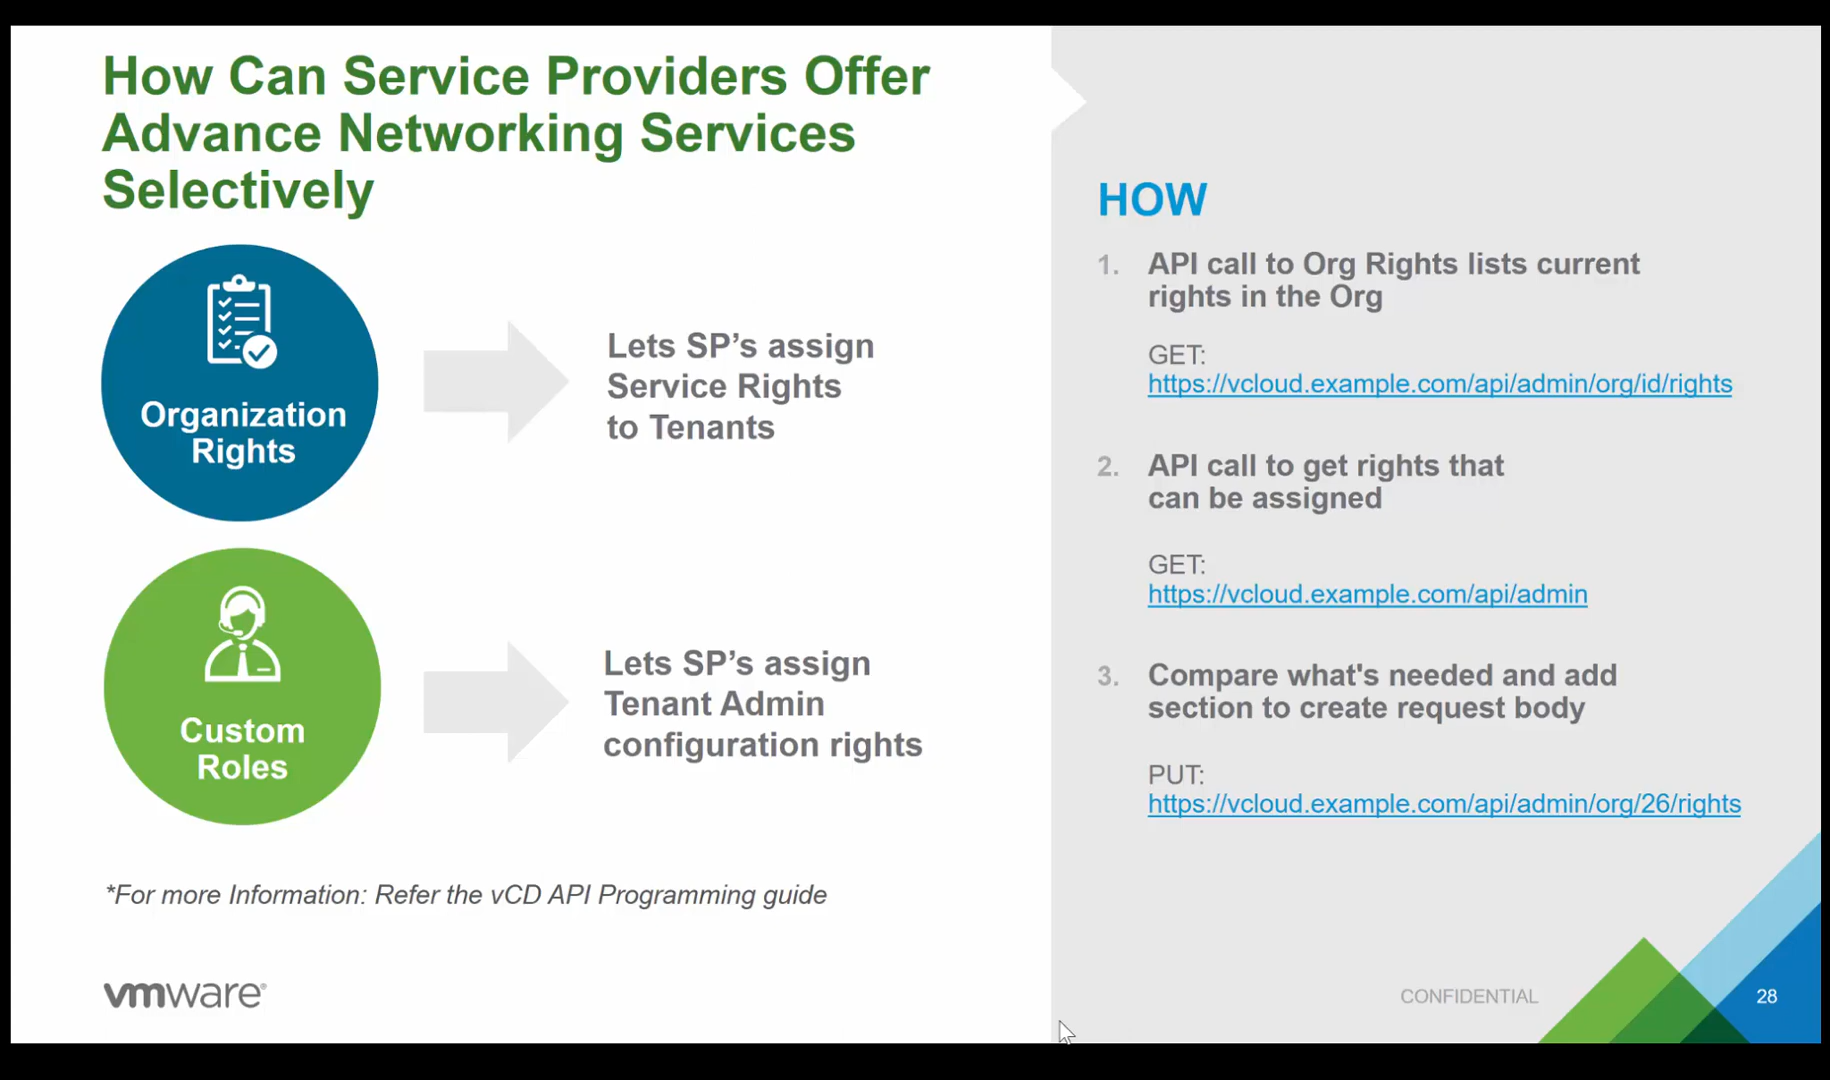 How Can Service Providers Offer
Advance Networking Services
Selectively
Organization
Rights
Lets SP’s assign
Service Rights
to Tenants
Custom
Roles
Lets SP’s assign
Tenant Admin
configuration rights
*For more Information: Refer the vCD API Programming guide
vmware®
HOW
1. API call to Org Rights lists current
rights in the Org
GET:
https://vcloud.example.com/api/admin/org/id/rights
2. API call to get rights that
can be assigned
GET:
https://vcloud.example.com/api/admin
3. Compare what's needed and add
section to create request body
PUT:
https://vcloud.example.com/api/admin/org/26/rights
CONFIDENTIAL
28